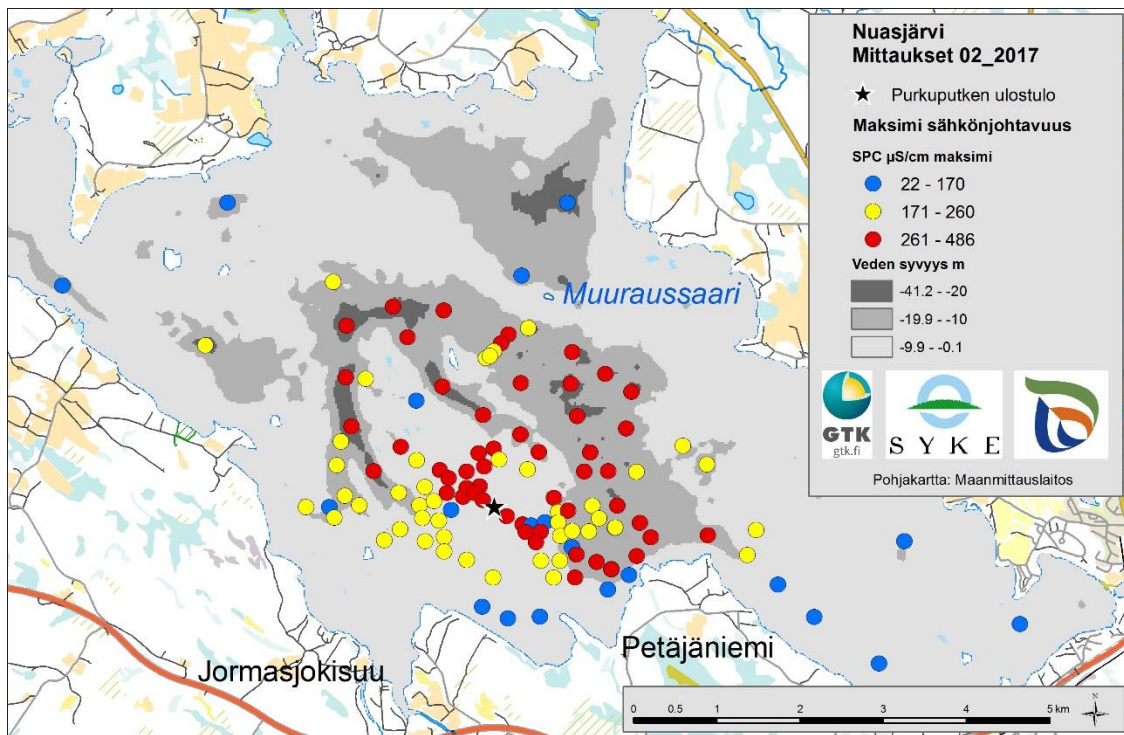 Nuasjärvi
Mittaukset 02_2017
Purkuputken ulostulo
Maksimi sähkönjohtavuus
SPC µS/cm maksimi
22 - 170
171 - 260
261 - 486
Veden syvyys m
-41.2 - -20
-19.9 - -10
-9.9 - -0.1
GTK
gtk.fi
SYKE
Pohjakartta: Maanmittauslaitos
Muuraussaari
Petäjäniemi
Jormasjokisuu
0 0.5 1 2 3 4 5 km
N